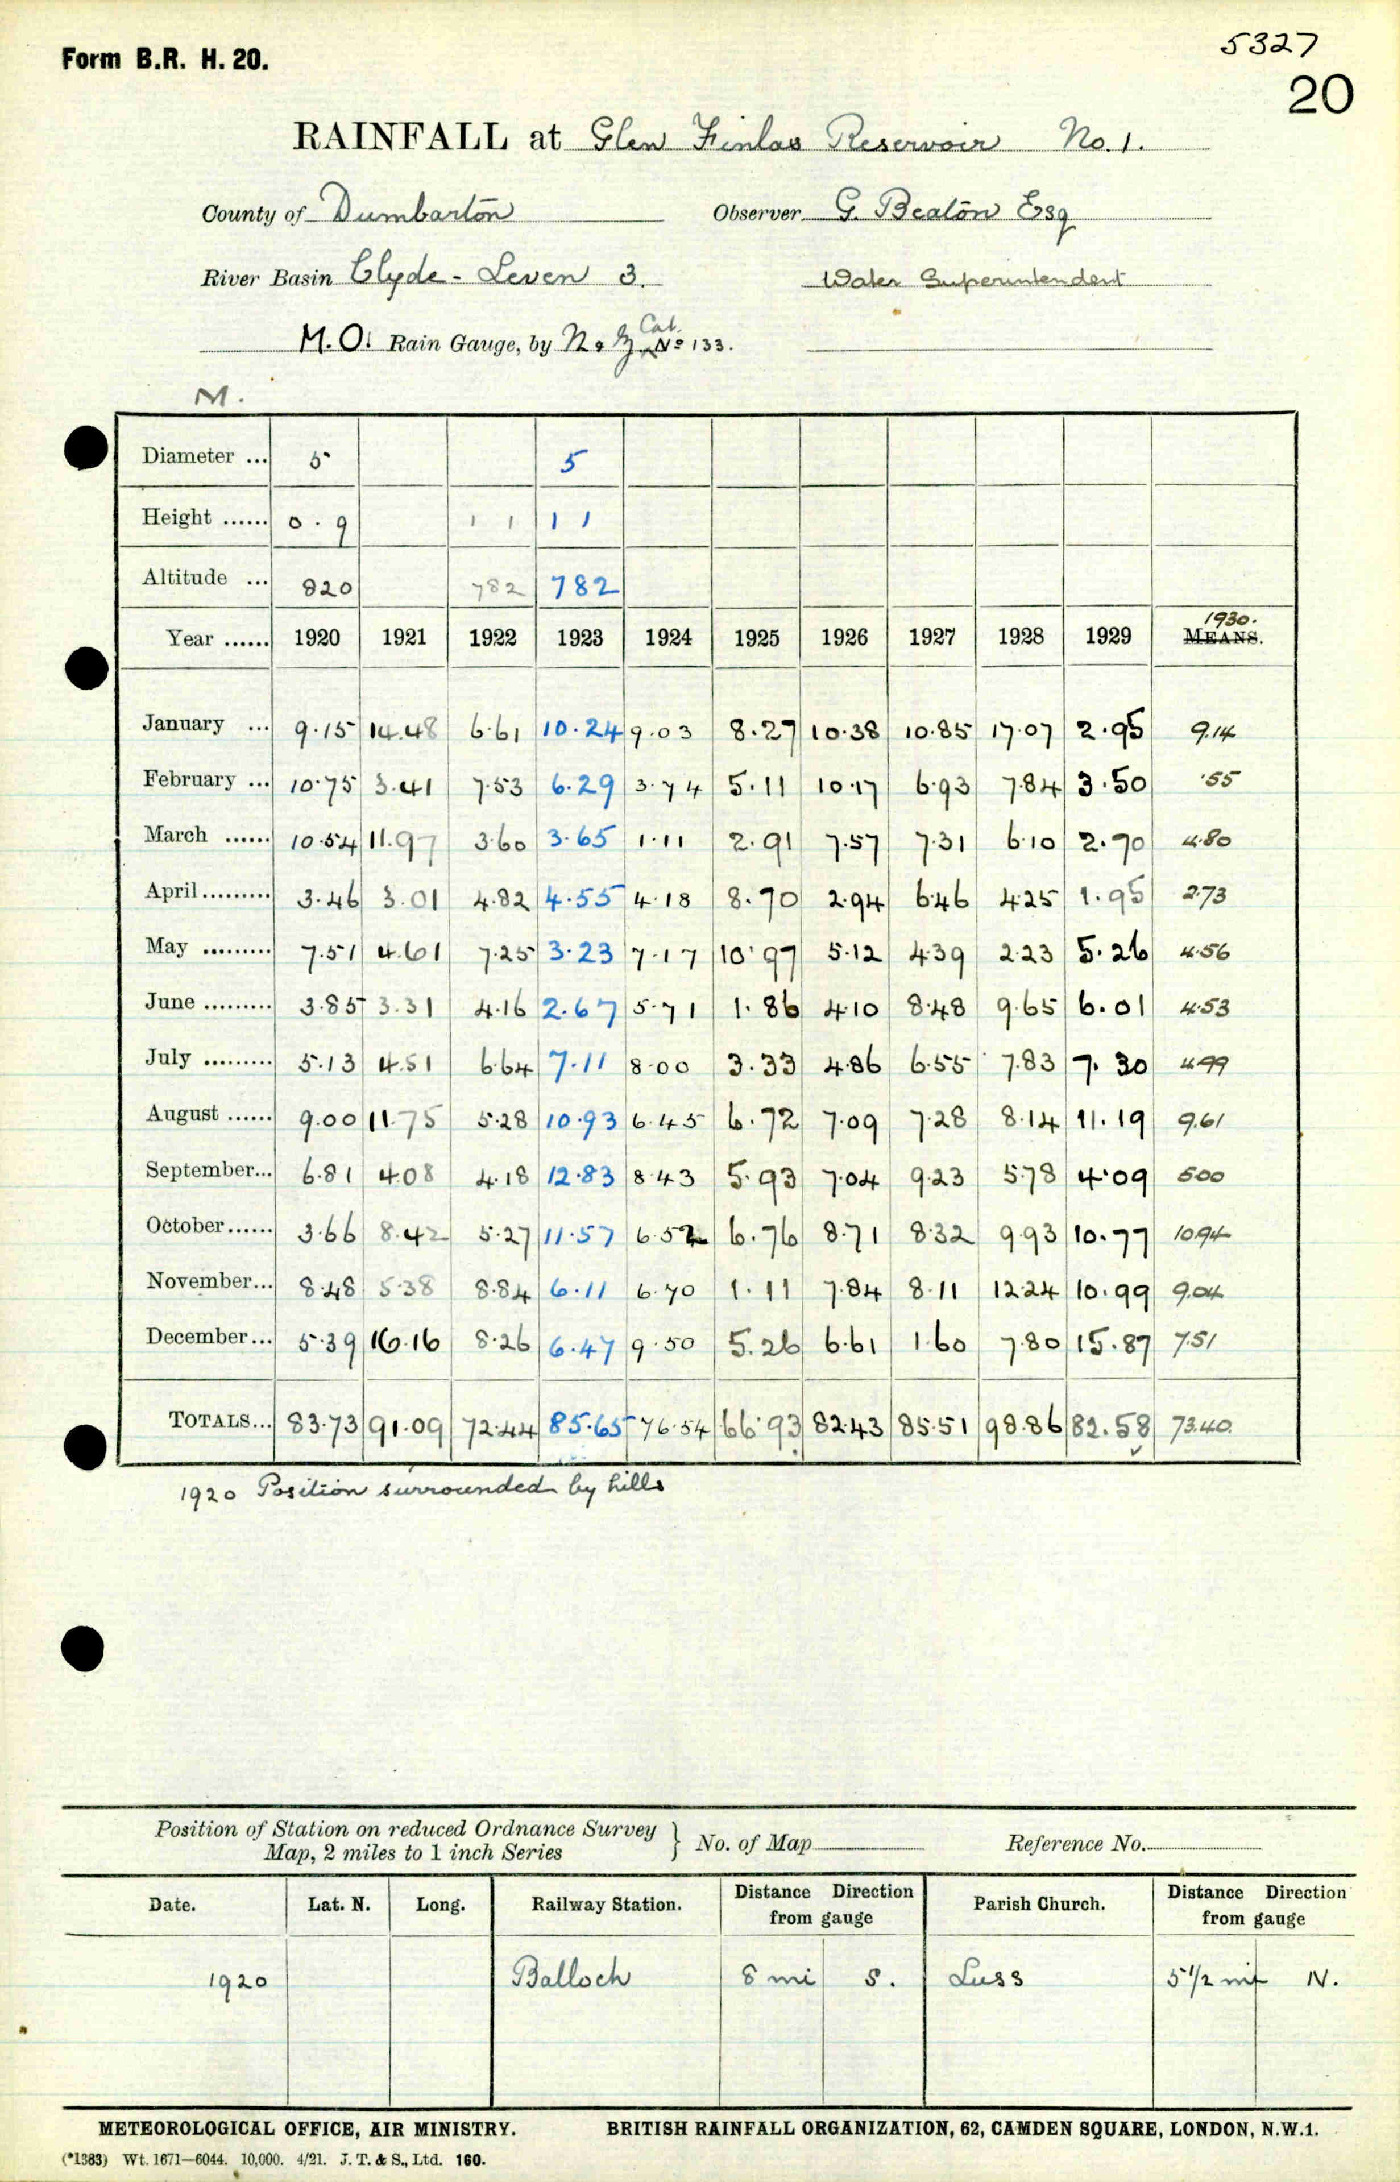 Form B.R. H. 20.
5327
20
RAINFALL at Glen Finlas Reservoir No. 1.
County of Dumbarton Observer G. Beaton Esq
River Basin Clyde - Leven 3. Water Superintendent
Cat.
M.O. Rain Gauge, by N & Z No 133.
M.
Diameter ... 5 5
Height ...... 0.9 1 1 1 1
Altitude ... 820 782 782
1930.
Year ...... 1920 1921 1922 1923 1924 1925 1926 1927 1928 1929 MEANS.
January ... 9.15 14.48 6.61 10.24 9.03 8.27 10.38 10.85 17.07 2.95 9.14
February ... 10.75 3.41 7.53 6.29 3.74 5.11 10.17 6.93 7.84 3.50 .55
March ...... 10.54 11.97 3.60 3.65 1.11 2.91 7.57 7.31 6.10 2.70 4.80
April ......... 3.46 3.01 4.82 4.55 4.18 8.70 2.94 6.46 4.25 1.95 2.73
May ......... 7.51 4.61 7.25 3.23 7.17 10.97 5.12 4.39 2.23 5.26 4.56
June ......... 3.85 3.31 4.16 2.67 5.71 1.86 4.10 8.48 9.65 6.01 4.53
July ......... 5.13 4.51 6.64 7.11 8.00 3.33 4.86 6.55 7.83 7.30 4.99
August ...... 9.00 11.75 5.28 10.93 6.45 6.72 7.09 7.28 8.14 11.19 9.61
September... 6.81 4.08 4.18 12.83 8.43 5.93 7.04 9.23 5.78 4.09 5.00
October...... 3.66 8.42 5.27 11.57 6.52 6.76 8.71 8.32 9.93 10.77 10.94
November... 8.48 5.38 8.84 6.11 6.70 1.11 7.84 8.11 12.24 10.99 9.04
December... 5.39 16.16 8.26 6.47 9.50 5.26 6.61 1.60 7.80 15.87 7.51
TOTALS... 83.73 91.09 72.44 85.65 76.54 66.93 82.43 85.51 98.86 82.58 73.40.
1920 Position surrounded by hills
Position of Station on reduced Ordnance Survey
Map, 2 miles to 1 inch Series } No. of Map Reference No.
Date. Lat. N. Long. Railway Station. Distance Direction from gauge Parish Church. Distance Direction from gauge
1920 Balloch 8 mi S. Luss 5 1/2 mi N.
METEOROLOGICAL OFFICE, AIR MINISTRY. BRITISH RAINFALL ORGANIZATION, 62, CAMDEN SQUARE, LONDON, N.W.1.
(*1383) Wt. 1671—6044. 10,000. 4/21. J. T. & S., Ltd. 160.